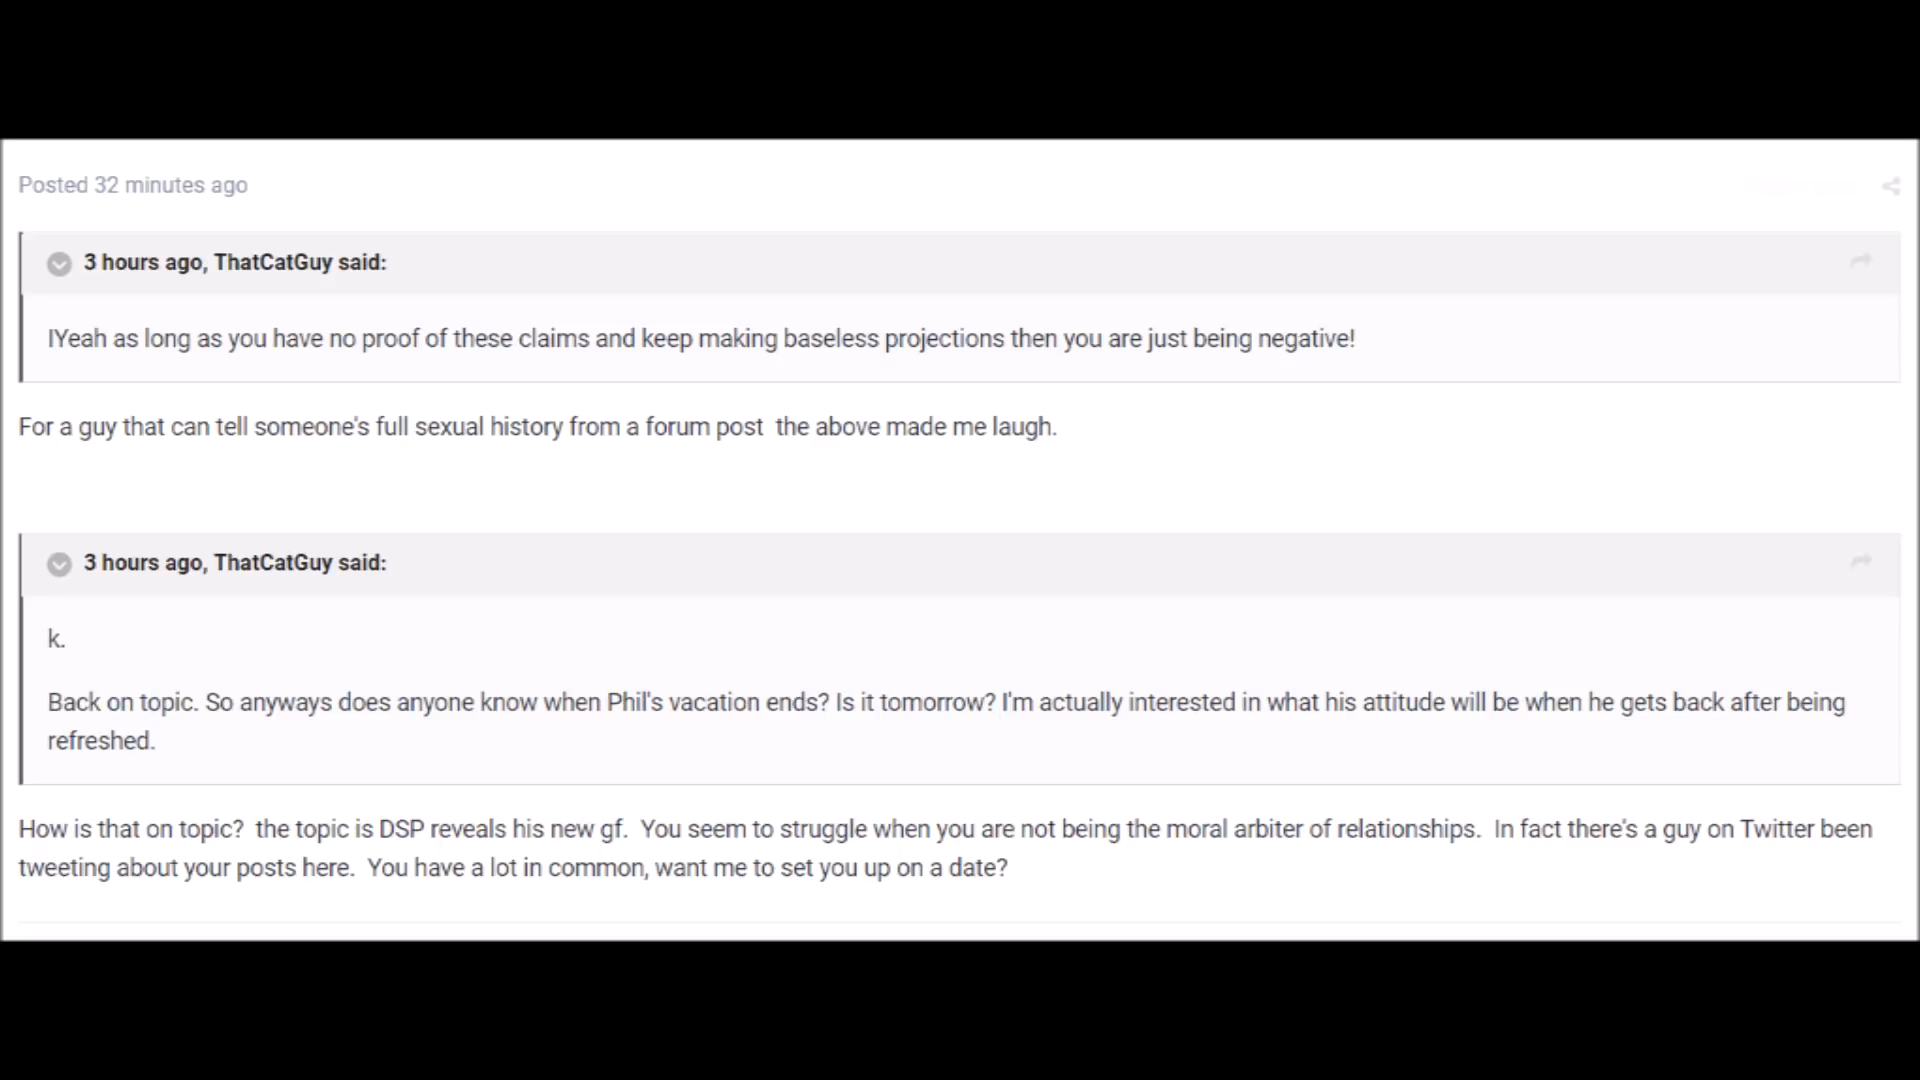 Posted 32 minutes ago
3 hours ago, ThatCatGuy said:
IYeah as long as you have no proof of these claims and keep making baseless projections then you are just being negative!
For a guy that can tell someone's full sexual history from a forum post  the above made me laugh.
3 hours ago, ThatCatGuy said:
k.
Back on topic. So anyways does anyone know when Phil's vacation ends? Is it tomorrow? I'm actually interested in what his attitude will be when he gets back after being
refreshed.
How is that on topic?  the topic is DSP reveals his new gf.  You seem to struggle when you are not being the moral arbiter of relationships.  In fact there's a guy on Twitter been
tweeting about your posts here.  You have a lot in common, want me to set you up on a date?